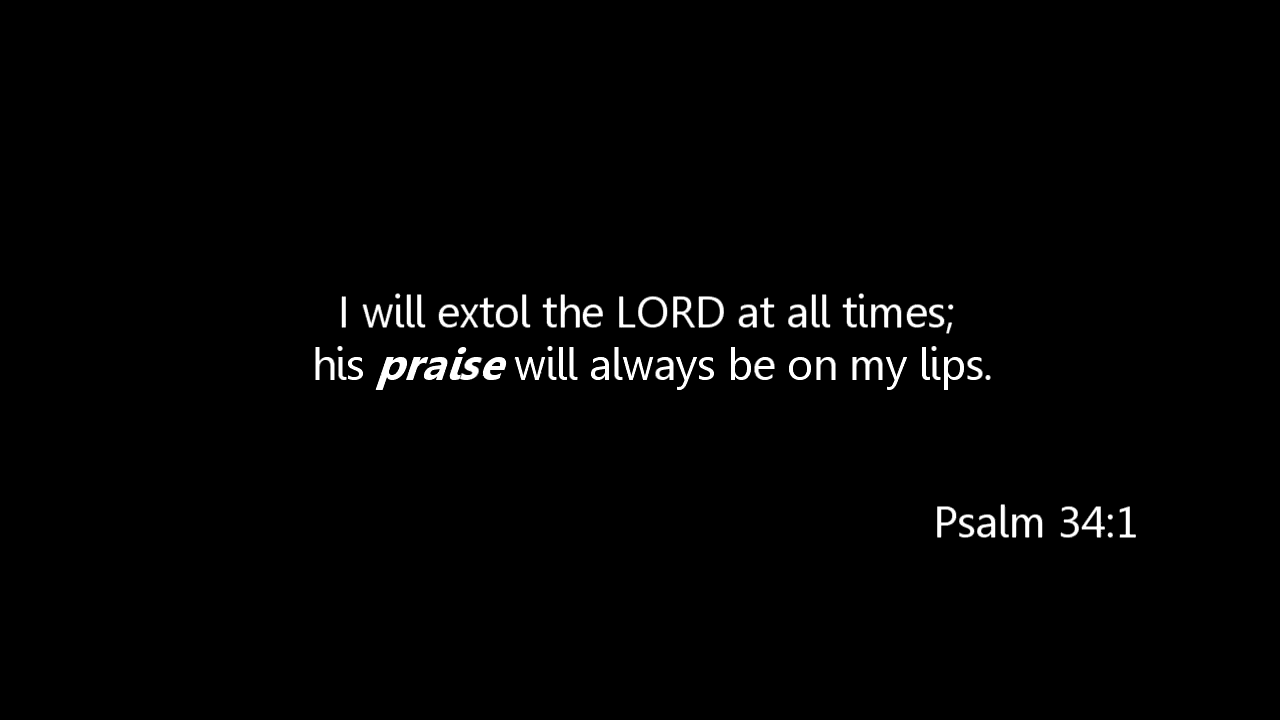 I will extol the LORD at all times;
his praise will always be on my lips.
Psalm 34:1